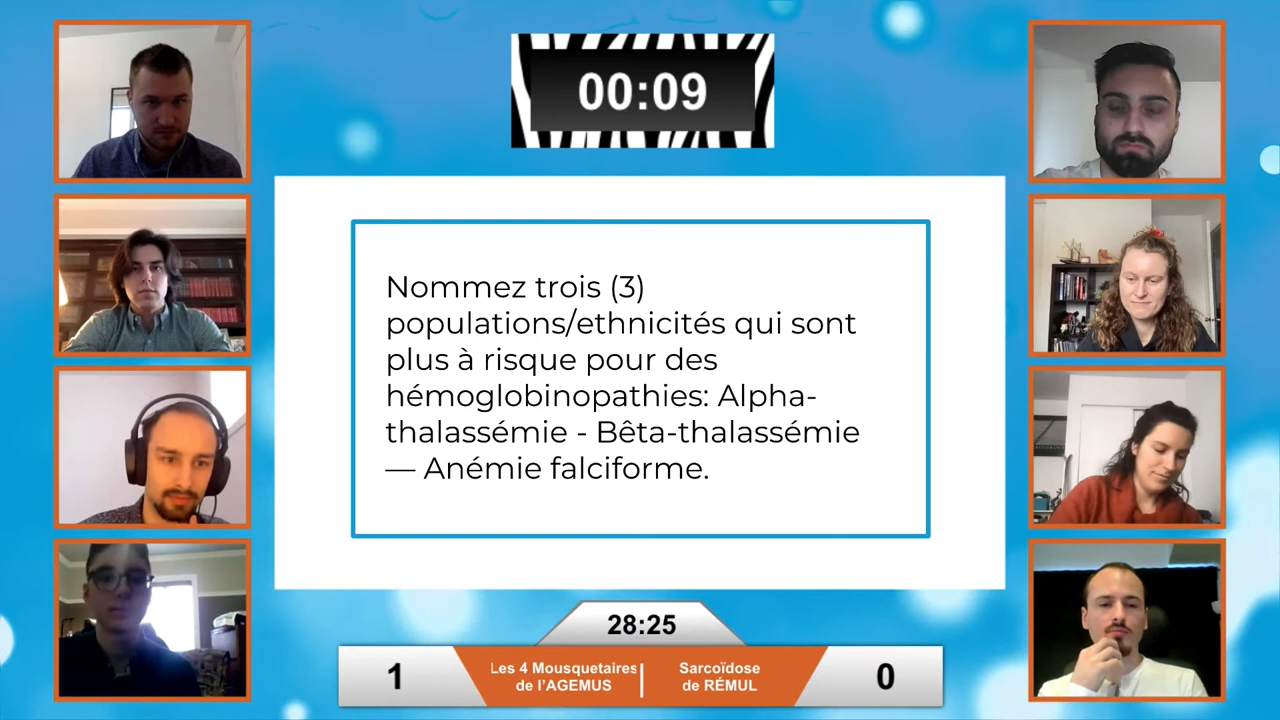 00:09
Nommez trois (3)
populations/ethnicités qui sont
plus à risque pour des
hémoglobinopathies: Alpha-
thalassémie - Bêta-thalassémie
— Anémie falciforme.
28:25
1
Les 4 Mousquetaires
de l'AGEMUS
Sarcoïdose
de RÉMUL
0